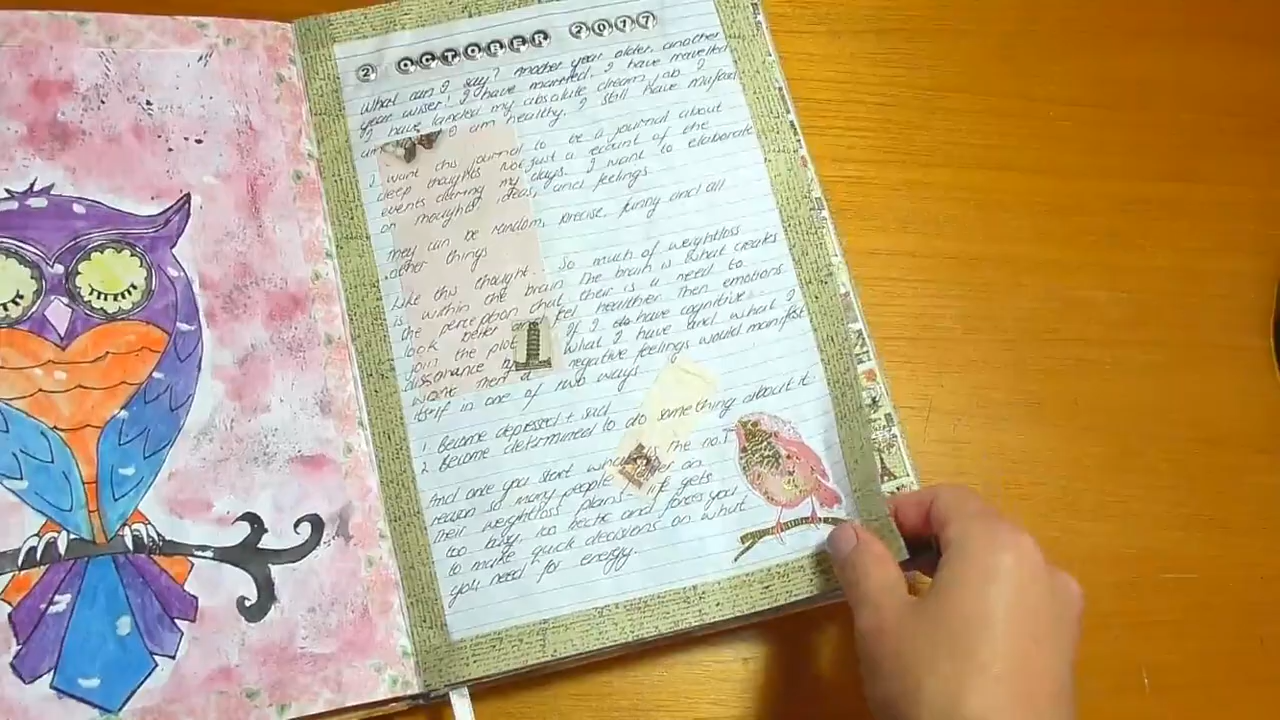 2 OCTOBER 2017
What can I say? Another year older, another
year wiser. I have married, I have travelled
I have landed my absolute dream job. I
am I am healthy. I still have my
I want this journal to be a journal about
deep thoughts not just a recount of the
events during my days. I want to elaborate
on thoughts, ideas, and feelings.
They can be random, precise, funny and all
other things
Like this thought... So much of weightloss
is within the brain. The brain is what creates
the perception that their is a need to
look better and feel healthier. Then emotions
join the plot. If I do have cognitive
dissonance what I have and what I
want then negative feelings would manifest
itself in one of two ways
1. Become depressed + sad
2. Become determined to do something about it.
And once you start is the no.1
reason so many people on
their weightloss plans - life gets
too busy, too hectic and forces you
to make quick decisions on what
you need for energy.